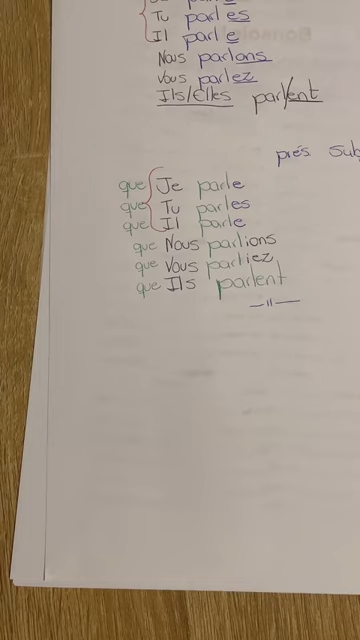 Tu parles
Il parle
Nous parlons
Vous parlez
Ils/Elles parlent
prés
que Je parle
que Tu parles
que Il parle
que Nous parlions
que Vous parliez
que Ils parlent